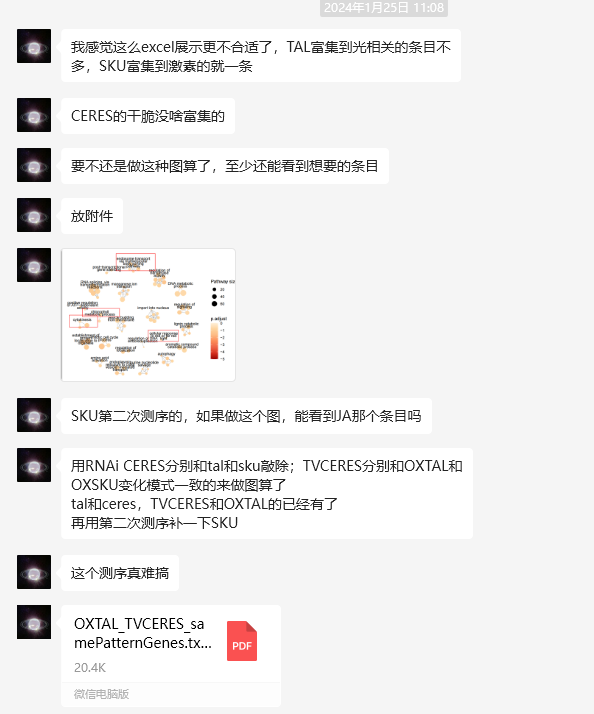 2024年1月25日 11:08
我感觉这么excel展示更不合适了，TAL富集到光相关的条目不
多，SKU富集到激素的就一条
CERES的干脆没啥富集的
要不还是做这种图算了，至少还能看到想要的条目
放附件
SKU第二次测序的，如果做这个图，能看到JA那个条目吗
用RNAi CERES分别和tal和sku敲除；TVCERES分别和OXTAL和
OXSKU变化模式一致的来做图算了
tal和ceres，TVCERES和OXTAL的已经有了
再用第二次测序补一下SKU
这个测序真难搞
OXTAL_TVCERES_sa
mePatternGenes.tx...
PDF
20.4K
微信电脑版